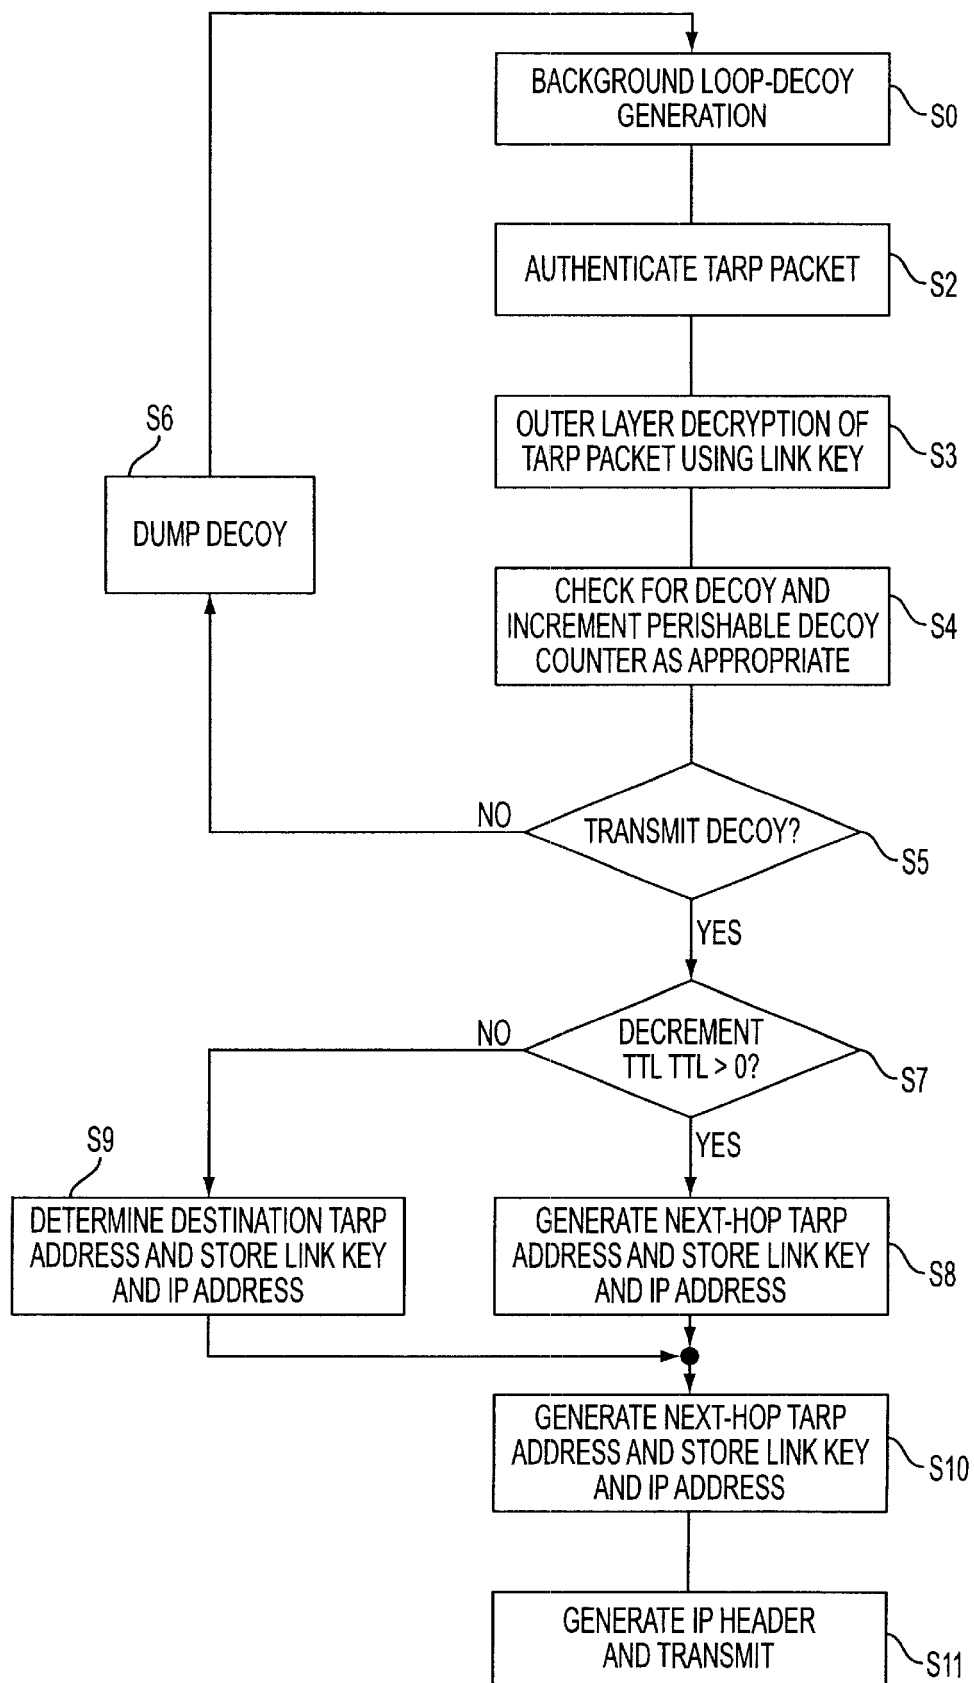 BACKGROUND LOOP-DECOY
GENERATION
S0
AUTHENTICATE TARP PACKET
S2
OUTER LAYER DECRYPTION OF
TARP PACKET USING LINK KEY
S3
S6
DUMP DECOY
CHECK FOR DECOY AND
INCREMENT PERISHABLE DECOY
COUNTER AS APPROPRIATE
S4
NO
TRANSMIT DECOY?
S5
YES
NO
DECREMENT
TTL TTL > 0?
S7
YES
S9
DETERMINE DESTINATION TARP
ADDRESS AND STORE LINK KEY
AND IP ADDRESS
GENERATE NEXT-HOP TARP
ADDRESS AND STORE LINK KEY
AND IP ADDRESS
S8
GENERATE NEXT-HOP TARP
ADDRESS AND STORE LINK KEY
AND IP ADDRESS
S10
GENERATE IP HEADER
AND TRANSMIT
S11